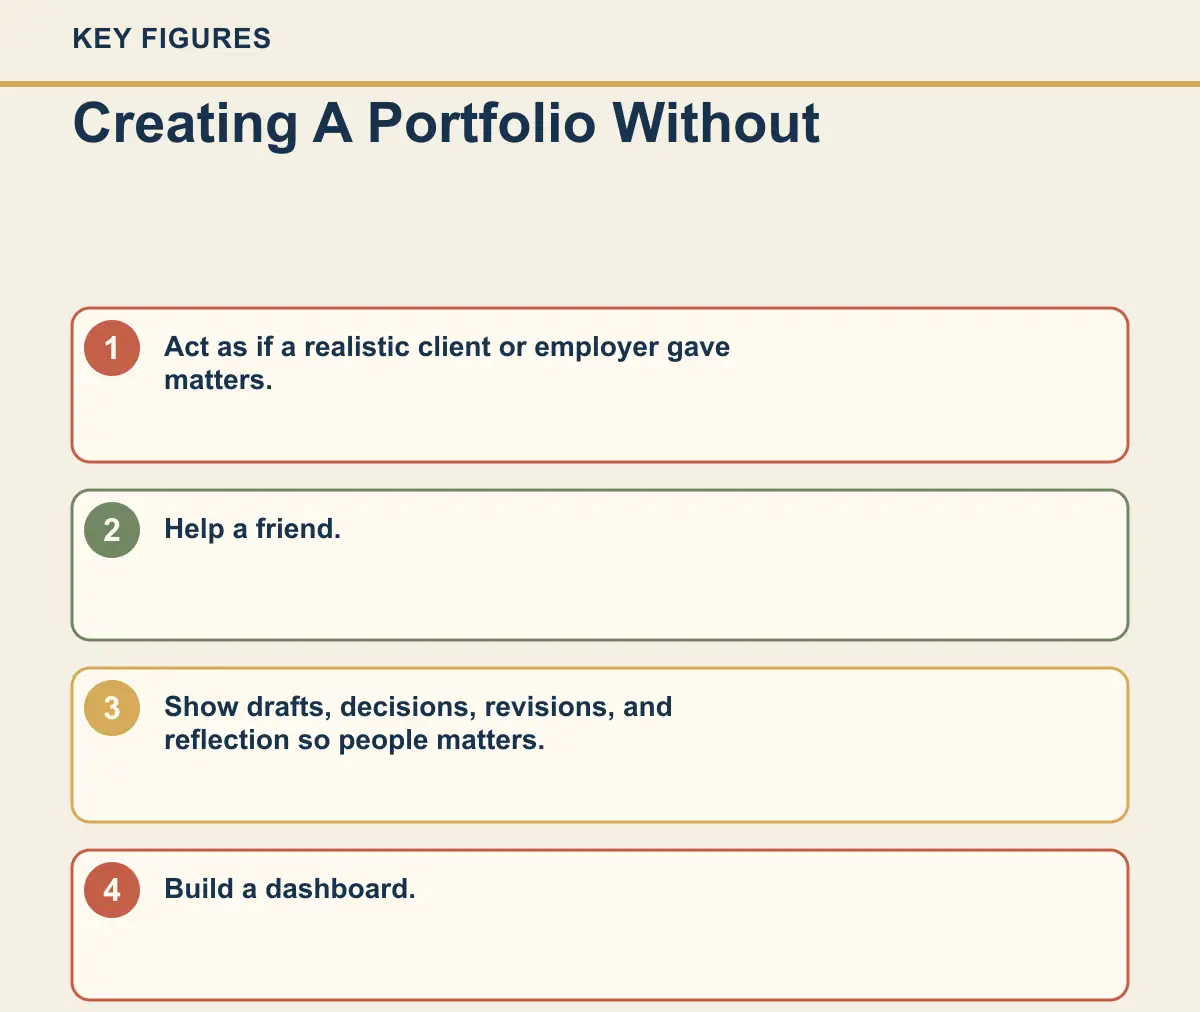 KEY FIGURES
Creating A Portfolio Without
1
Act as if a realistic client or employer gave
matters.
2
Help a friend.
3
Show drafts, decisions, revisions, and
reflection so people matters.
4
Build a dashboard.